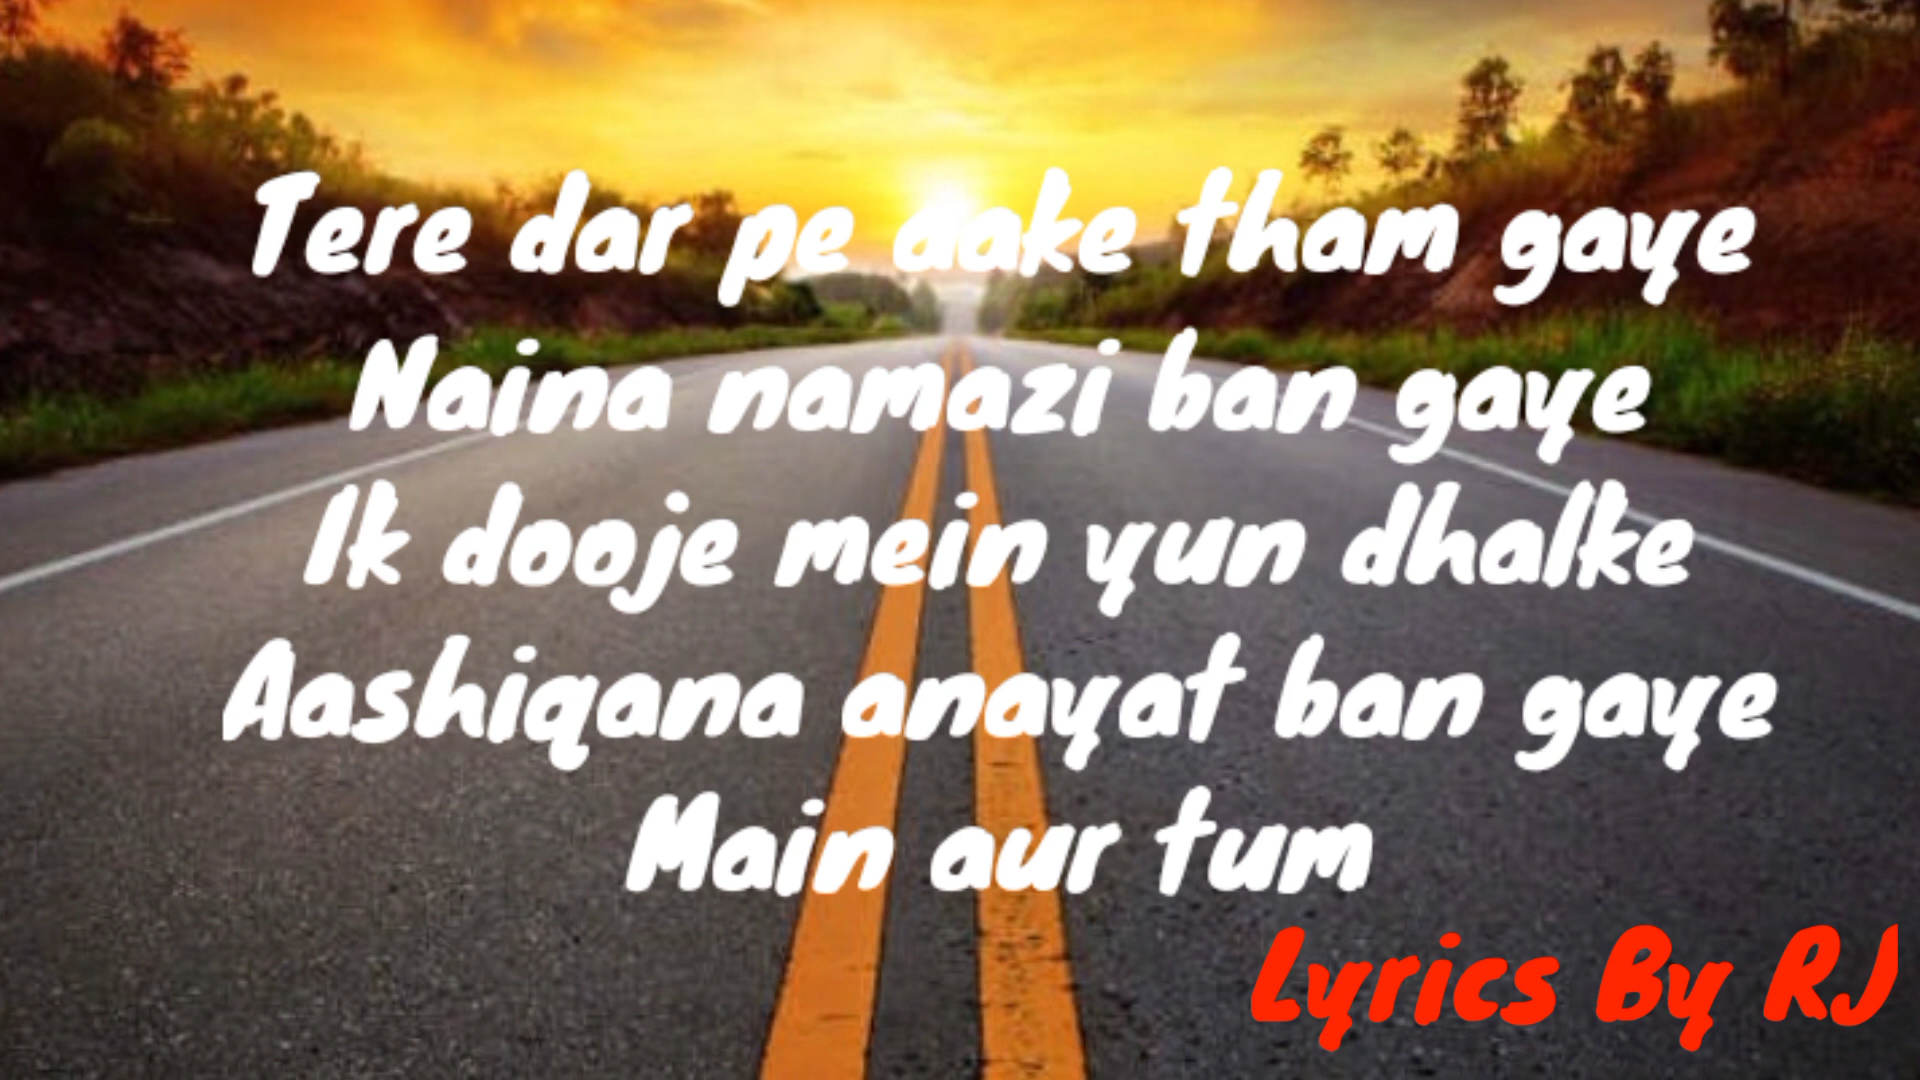 Tere dar pe aake tham gaye
Naina namazi ban gaye
Ik dooje mein yun dhalke
Aashiqana anayat ban gaye
Main aur tum
Lyrics By RJ